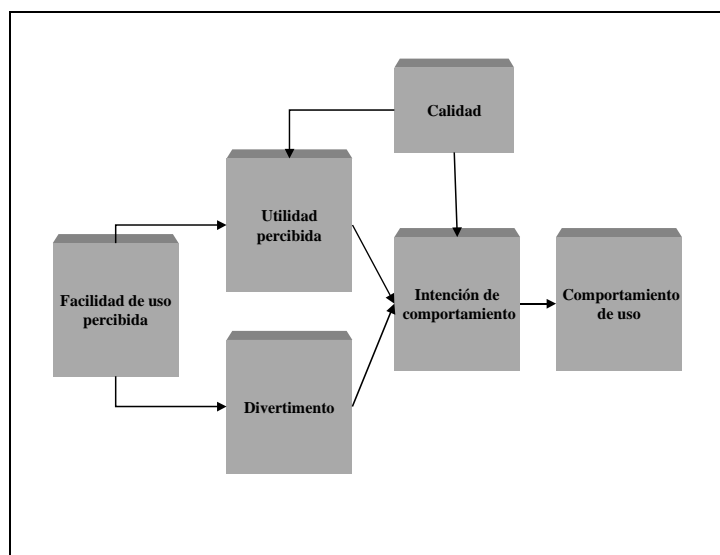 Calidad
Utilidad
percibida
Facilidad de uso
percibida
Intención de
comportamiento
Comportamiento
de uso
Divertimento